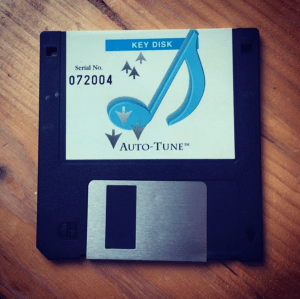 KEY DISK
Serial No.
072004
AUTO-TUNE™